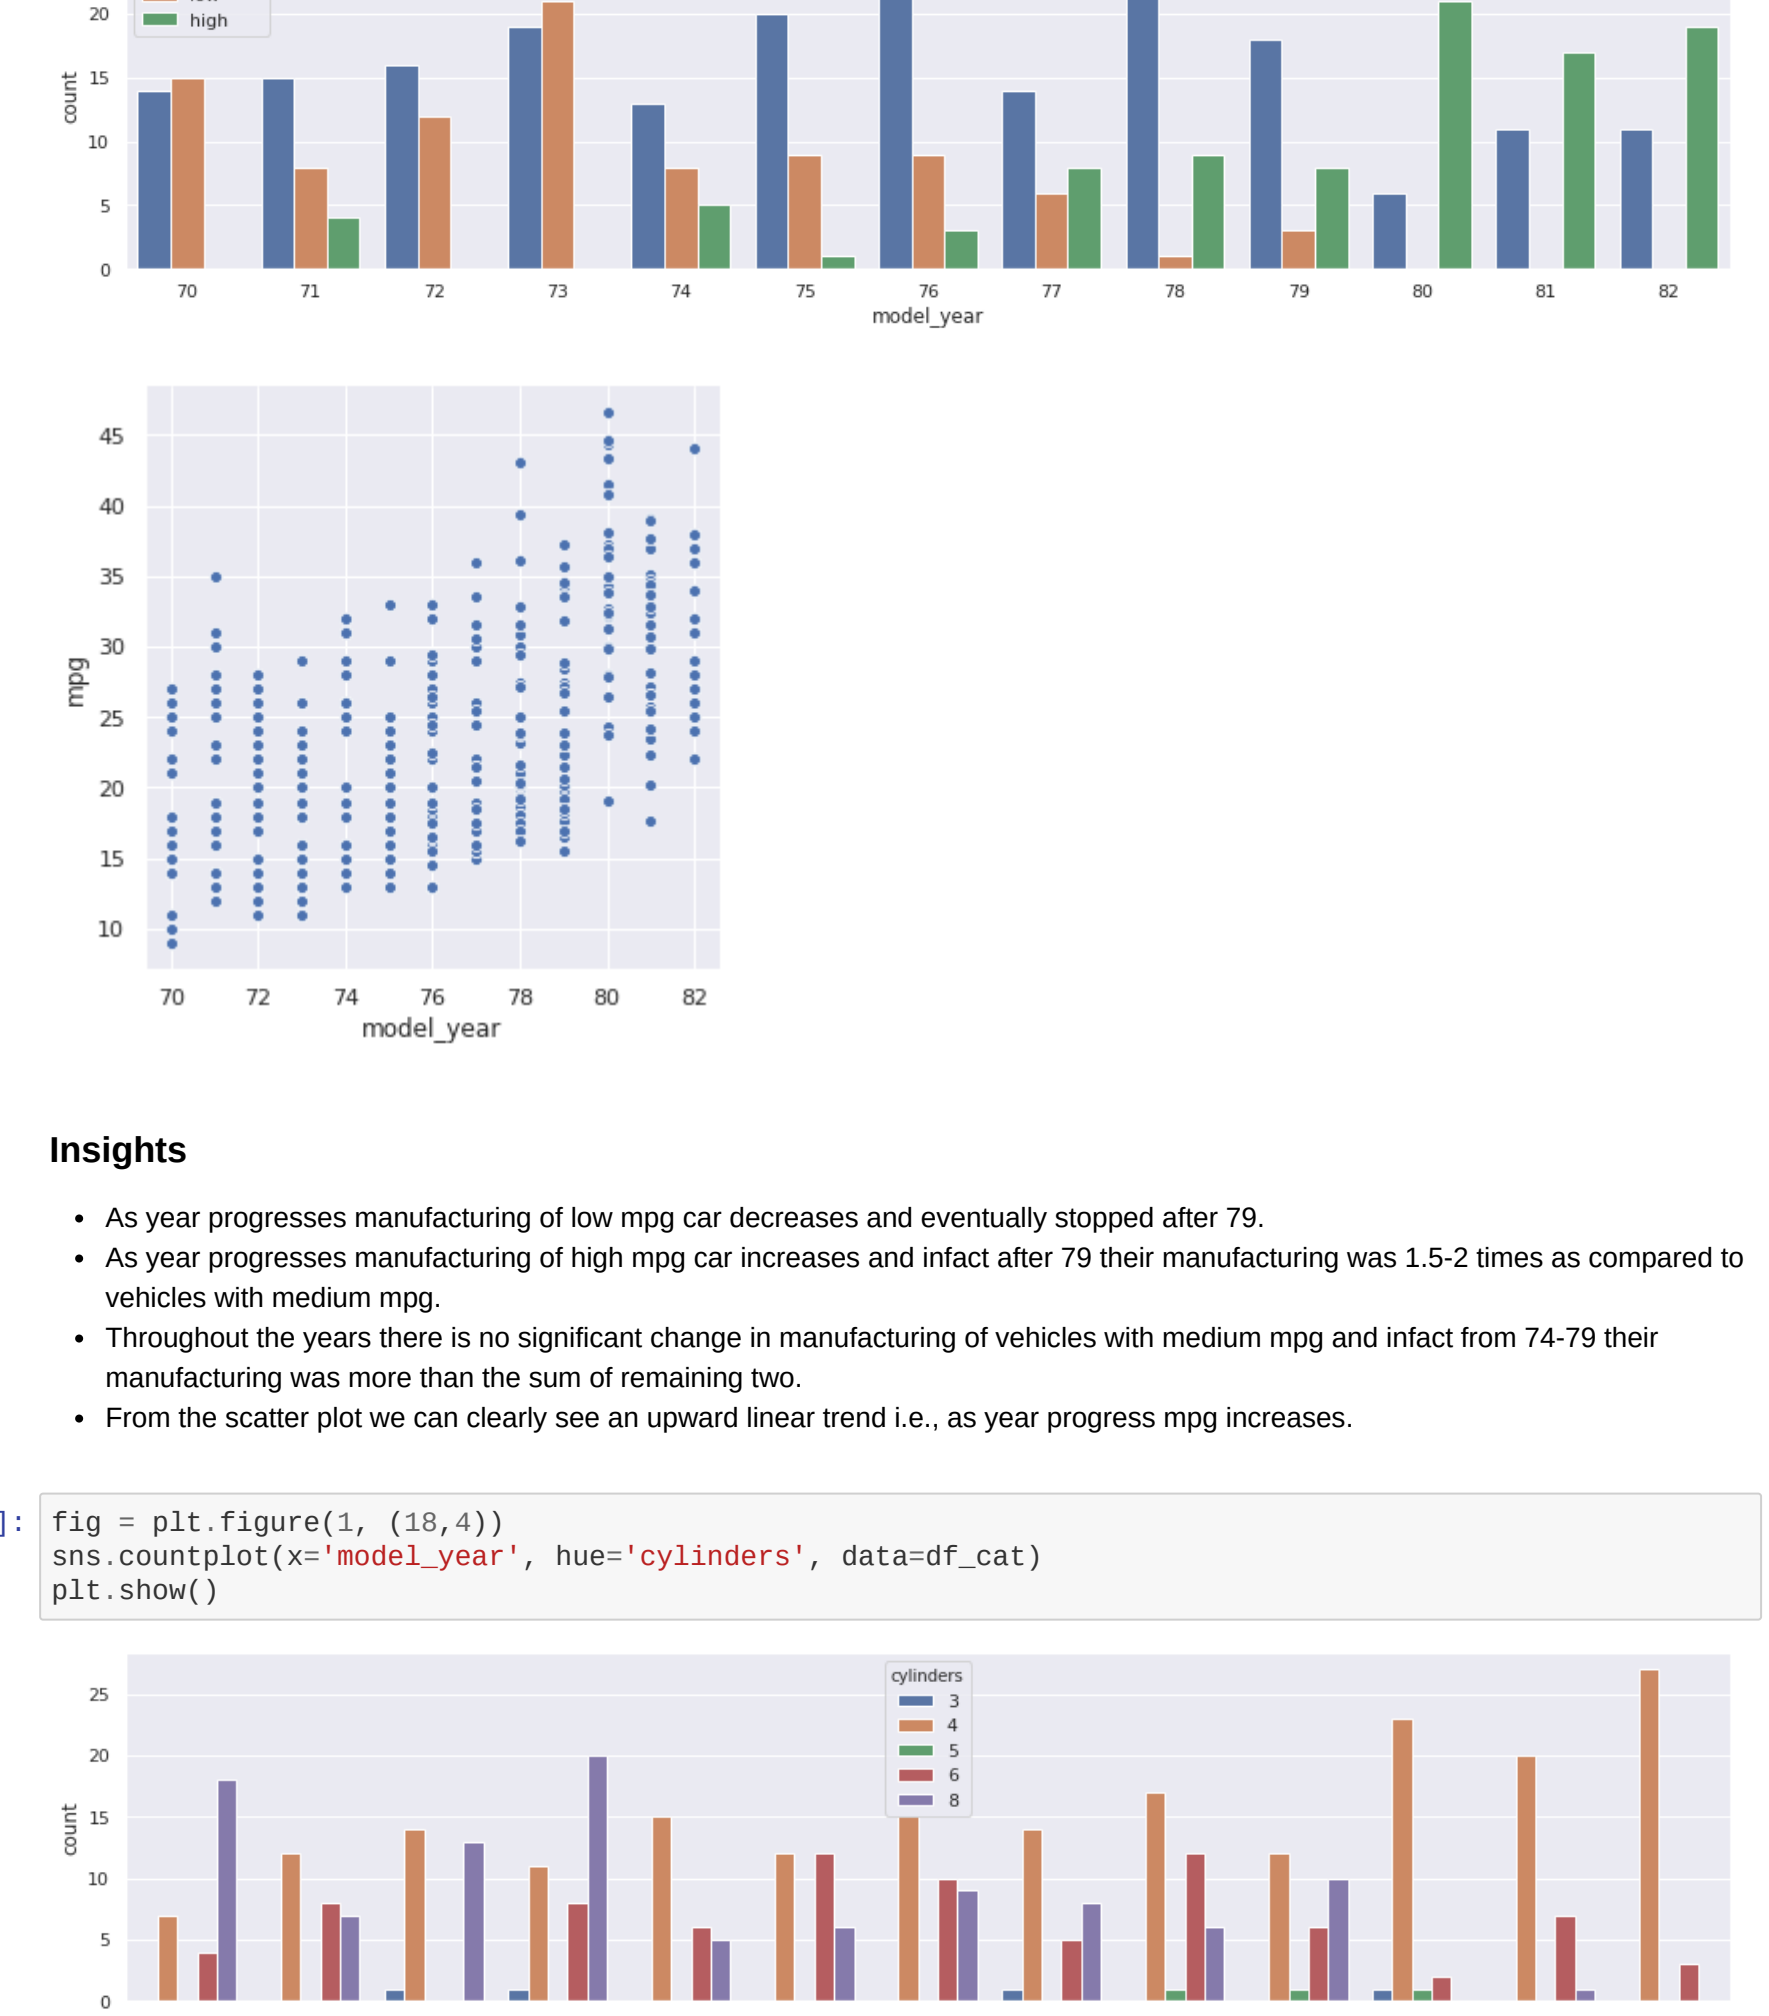 20
high
15
10
5
0
count
70 71 72 73 74 75 76 77 78 79 80 81 82
model_year
45
40
35
30
25
20
15
10
mpg
70 72 74 76 78 80 82
model_year
Insights
• As year progresses manufacturing of low mpg car decreases and eventually stopped after 79.
• As year progresses manufacturing of high mpg car increases and infact after 79 their manufacturing was 1.5-2 times as compared to
vehicles with medium mpg.
• Throughout the years there is no significant change in manufacturing of vehicles with medium mpg and infact from 74-79 their
manufacturing was more than the sum of remaining two.
• From the scatter plot we can clearly see an upward linear trend i.e., as year progress mpg increases.
]: fig = plt.figure(1, (18,4))
sns.countplot(x='model_year', hue='cylinders', data=df_cat)
plt.show()
cylinders
3
4
5
6
8
25
20
15
10
5
0
count